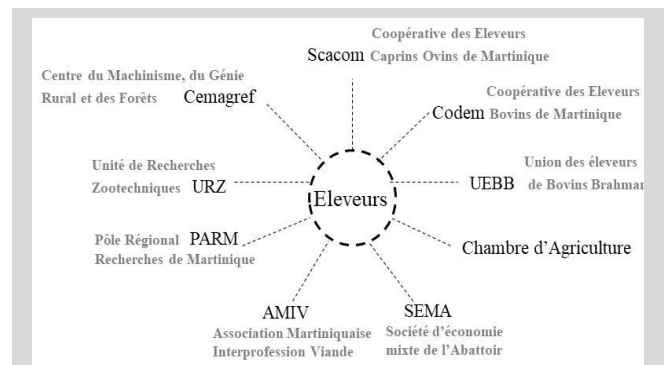 Coopérative des Eleveurs
Scacom Caprins Ovins de Martinique
Centre du Machinisme, du Génie
Rural et des Forêts Cemagref
Coopérative des Eleveurs
Codem Bovins de Martinique
Unité de Recherches
Zootechniques URZ
Union des éleveurs
UEBB de Bovins Brahman
Eleveurs
Pôle Régional PARM
Recherches de Martinique
Chambre d'Agriculture
AMIV
Association Martiniquaise
Interprofession Viande
SEMA
Société d'économie
mixte de l'Abattoir